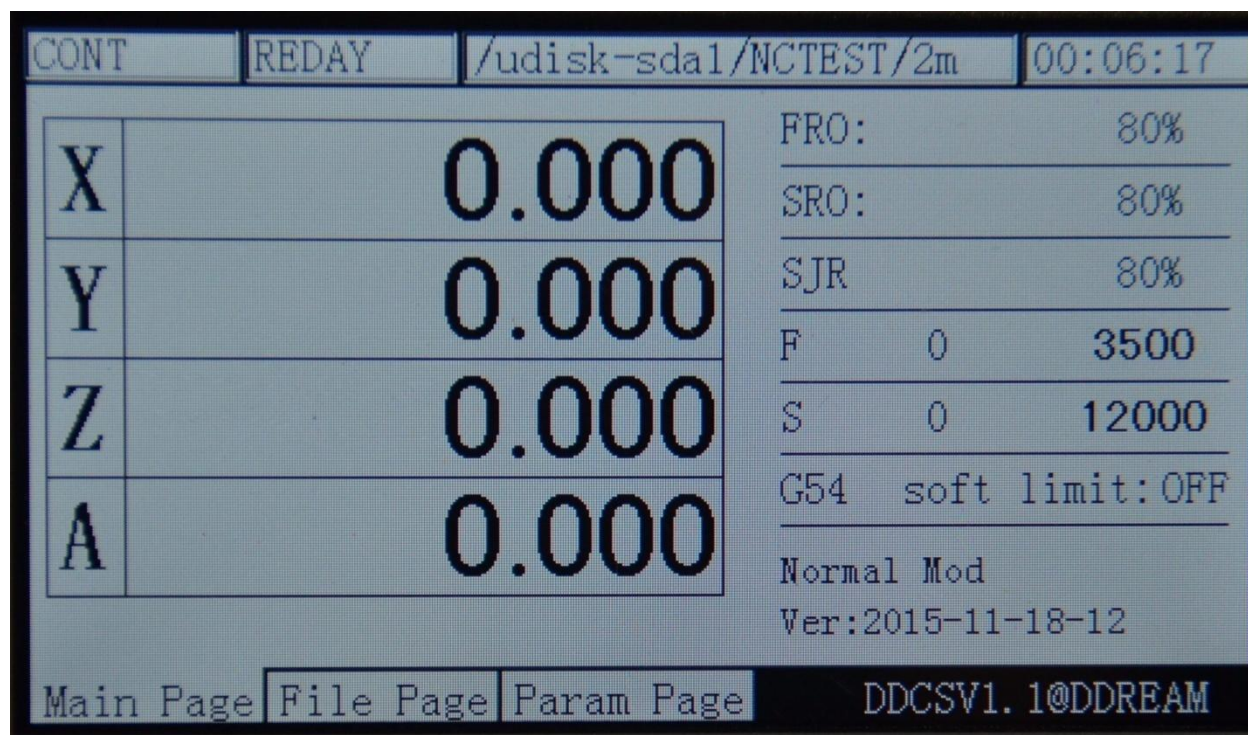 CONT REDAY /udisk-sda1/NCTEST/2m 00:06:17
X 0.000
Y 0.000
Z 0.000
A 0.000
FRO: 80%
SRO: 80%
SJR 80%
F 0 3500
S 0 12000
G54 soft limit:OFF
Normal Mod
Ver:2015-11-18-12
Main Page File Page Param Page DDCSV1.1@DDREAM